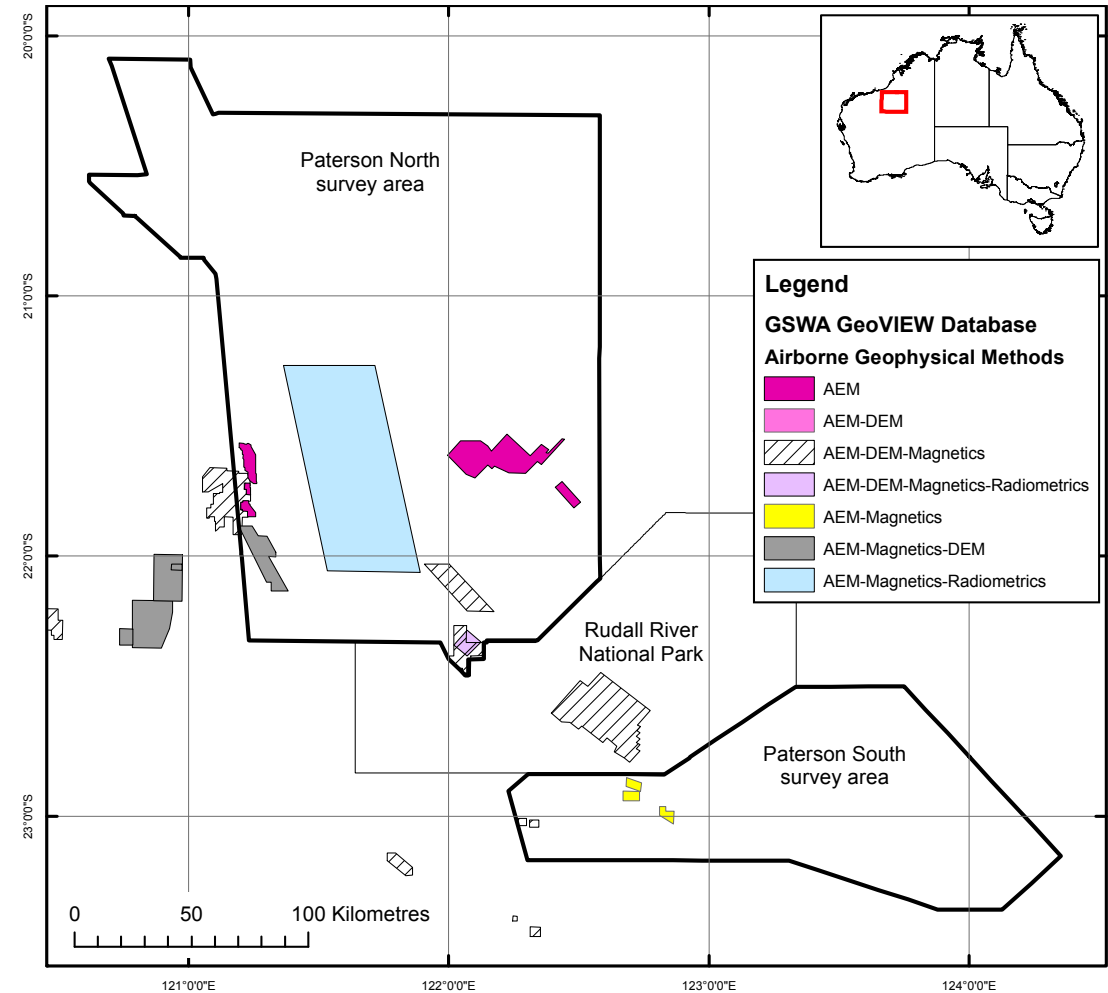 20°0'0"S
21°0'0"S
22°0'0"S
23°0'0"S
Paterson North
survey area
Legend
GSWA GeoVIEW Database
Airborne Geophysical Methods
AEM
AEM-DEM
AEM-DEM-Magnetics
AEM-DEM-Magnetics-Radiometrics
AEM-Magnetics
AEM-Magnetics-DEM
AEM-Magnetics-Radiometrics
Rudall River
National Park
Paterson South
survey area
0 50 100 Kilometres
121°0'0"E 122°0'0"E 123°0'0"E 124°0'0"E